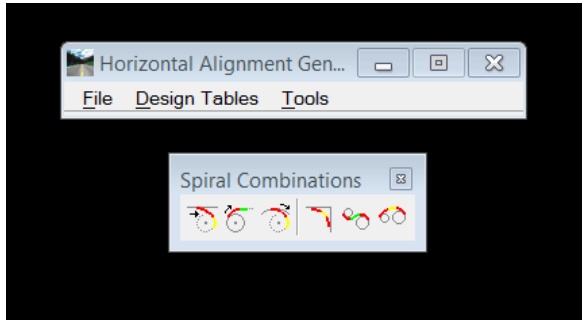 Horizontal Alignment Gen...
File Design Tables Tools
Spiral Combinations